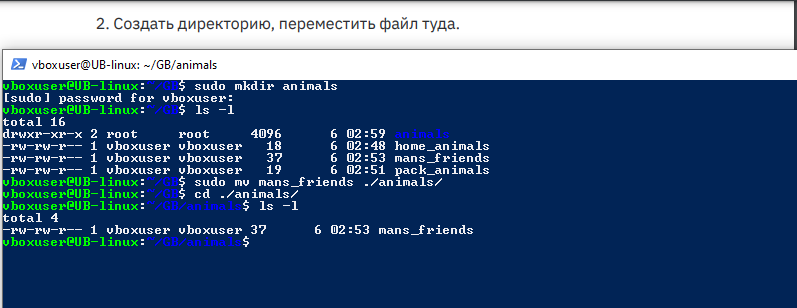 2. Создать директорию, переместить файл туда.
vboxuser@UB-linux: ~/GB/animals
vboxuser@UB-linux:~/GB$ sudo mkdir animals
[sudo] password for vboxuser:
vboxuser@UB-linux:~/GB$ ls -l
total 16
drwxr-xr-x 2 root     root     4096      6 02:59 animals
-rw-rw-r-- 1 vboxuser vboxuser   18      6 02:48 home_animals
-rw-rw-r-- 1 vboxuser vboxuser   37      6 02:53 mans_friends
-rw-rw-r-- 1 vboxuser vboxuser   19      6 02:51 pack_animals
vboxuser@UB-linux:~/GB$ sudo mv mans_friends ./animals/
vboxuser@UB-linux:~/GB$ cd ./animals/
vboxuser@UB-linux:~/GB/animals$ ls -l
total 4
-rw-rw-r-- 1 vboxuser vboxuser 37      6 02:53 mans_friends
vboxuser@UB-linux:~/GB/animals$